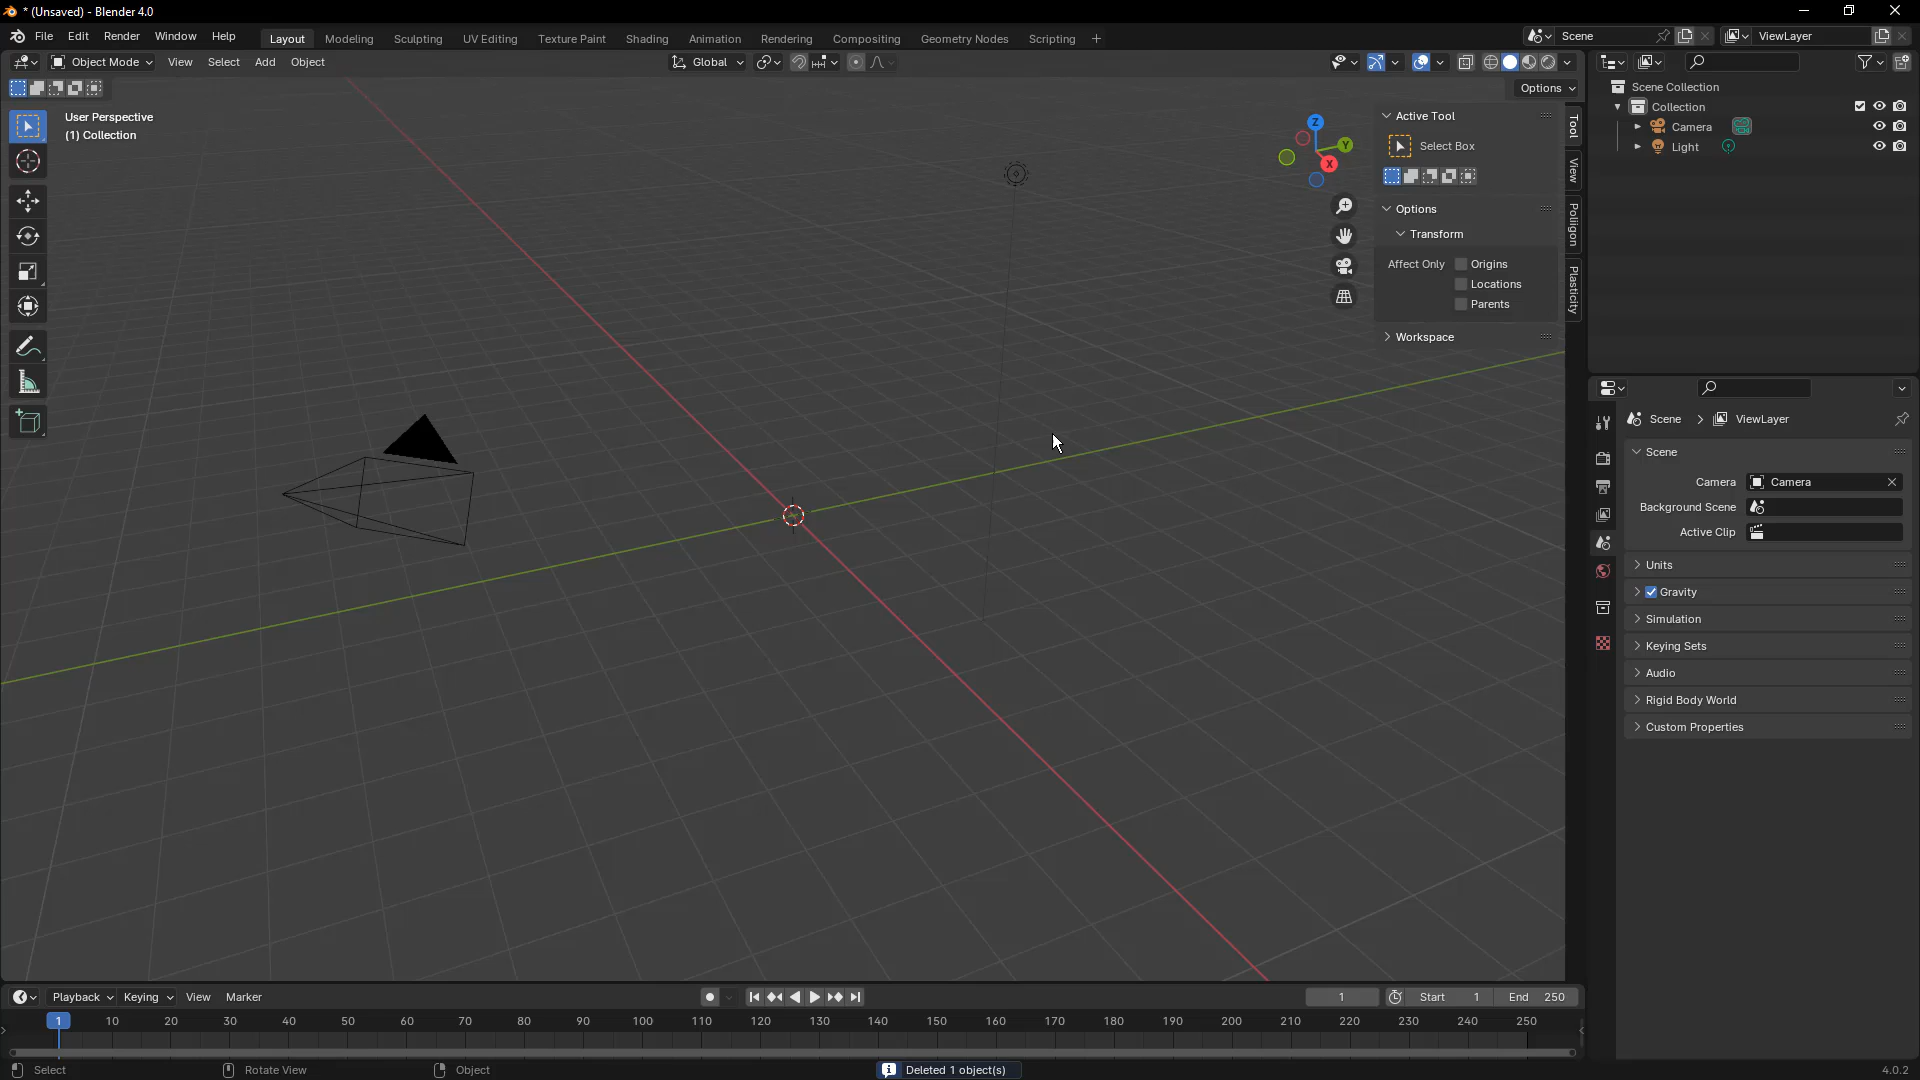 * (Unsaved) - Blender 4.0
File Edit Render Window Help Layout Modeling Sculpting UV Editing Texture Paint Shading Animation Rendering Compositing Geometry Nodes Scripting + Scene ViewLayer
Object Mode View Select Add Object Global
Options
User Perspective
(1) Collection
Z
Y
X
Active Tool
Select Box
Options
Transform
Affect Only Origins
Locations
Parents
Workspace
Tool
View
Poliigon
Plasticity
Scene Collection
Collection
Camera
Light
Scene > ViewLayer
Scene
Camera Camera
Background Scene
Active Clip
Units
Gravity
Simulation
Keying Sets
Audio
Rigid Body World
Custom Properties
Playback Keying View Marker 1 Start 1 End 250
1 10 20 30 40 50 60 70 80 90 100 110 120 130 140 150 160 170 180 190 200 210 220 230 240 250
Select Rotate View Object Deleted 1 object(s) 4.0.2